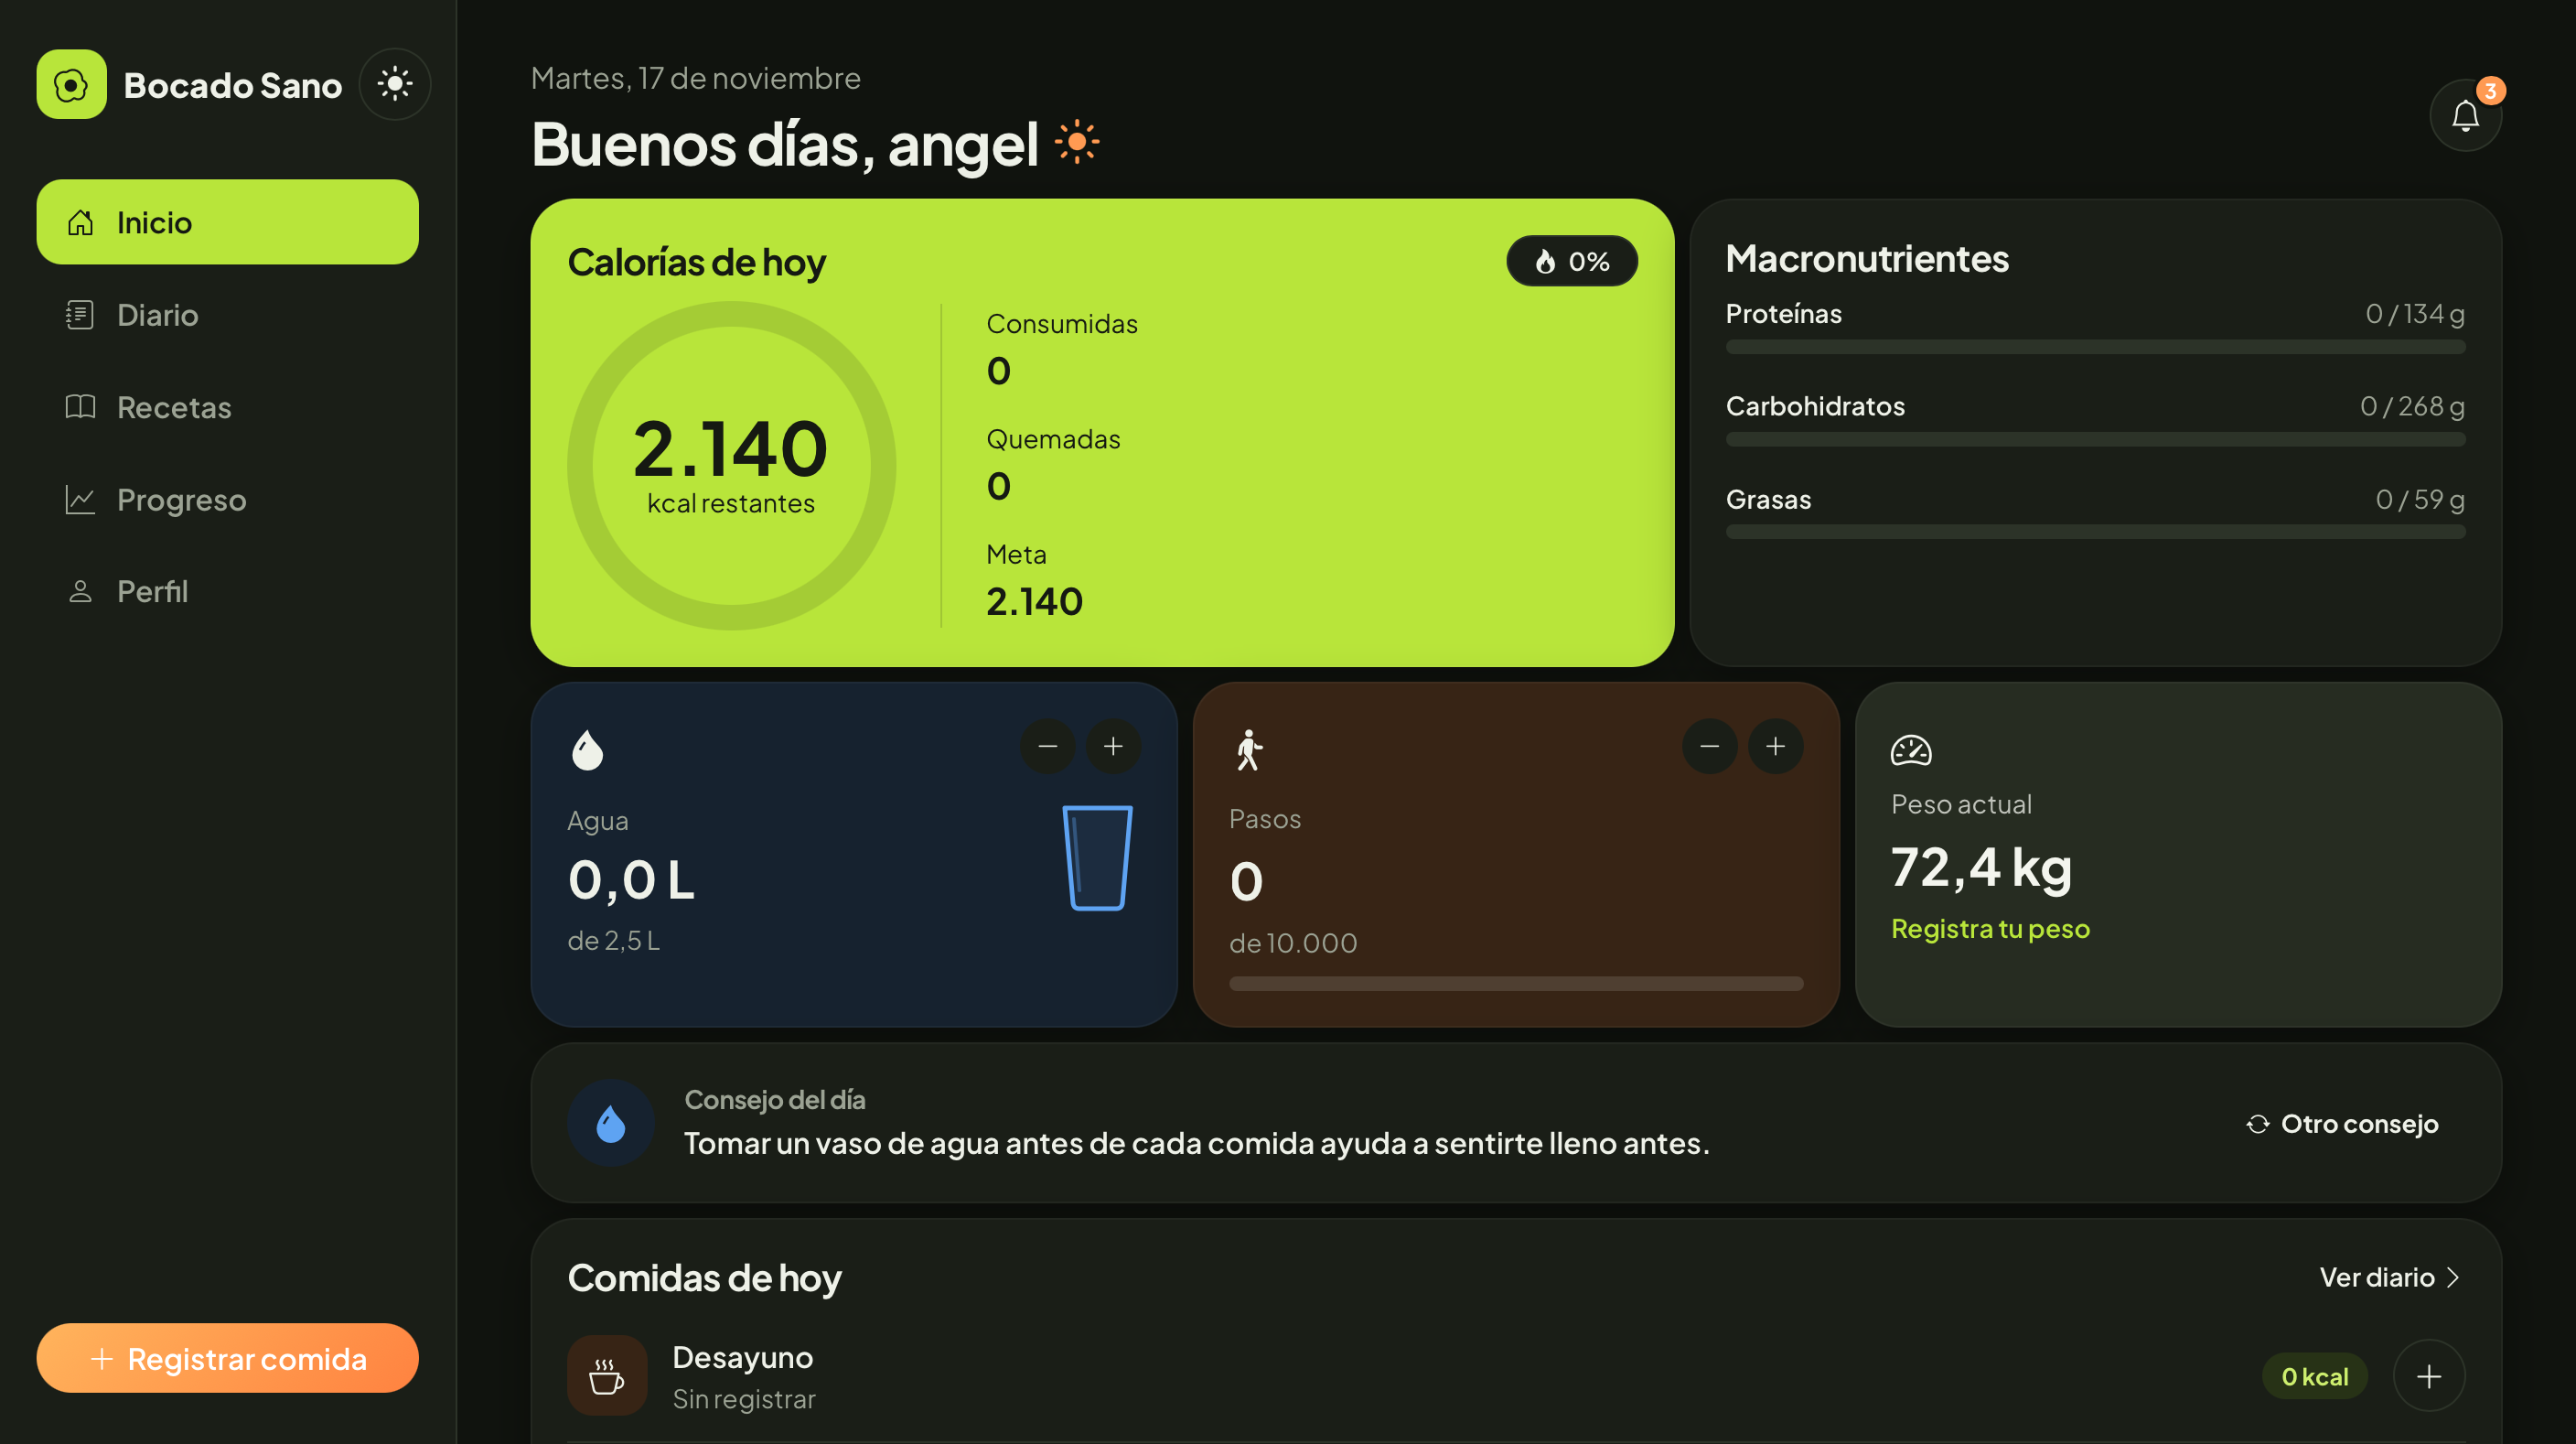 Bocado Sano
Inicio
Diario
Recetas
Progreso
Perfil
+ Registrar comida
Martes, 17 de noviembre
Buenos días, angel
3
Calorías de hoy
0%
2.140
kcal restantes
Consumidas
0
Quemadas
0
Meta
2.140
Macronutrientes
Proteínas 0 / 134 g
Carbohidratos 0 / 268 g
Grasas 0 / 59 g
Agua
0,0 L
de 2,5 L
Pasos
0
de 10.000
Peso actual
72,4 kg
Registra tu peso
Consejo del día
Tomar un vaso de agua antes de cada comida ayuda a sentirte lleno antes.
Otro consejo
Comidas de hoy
Ver diario
Desayuno
Sin registrar
0 kcal